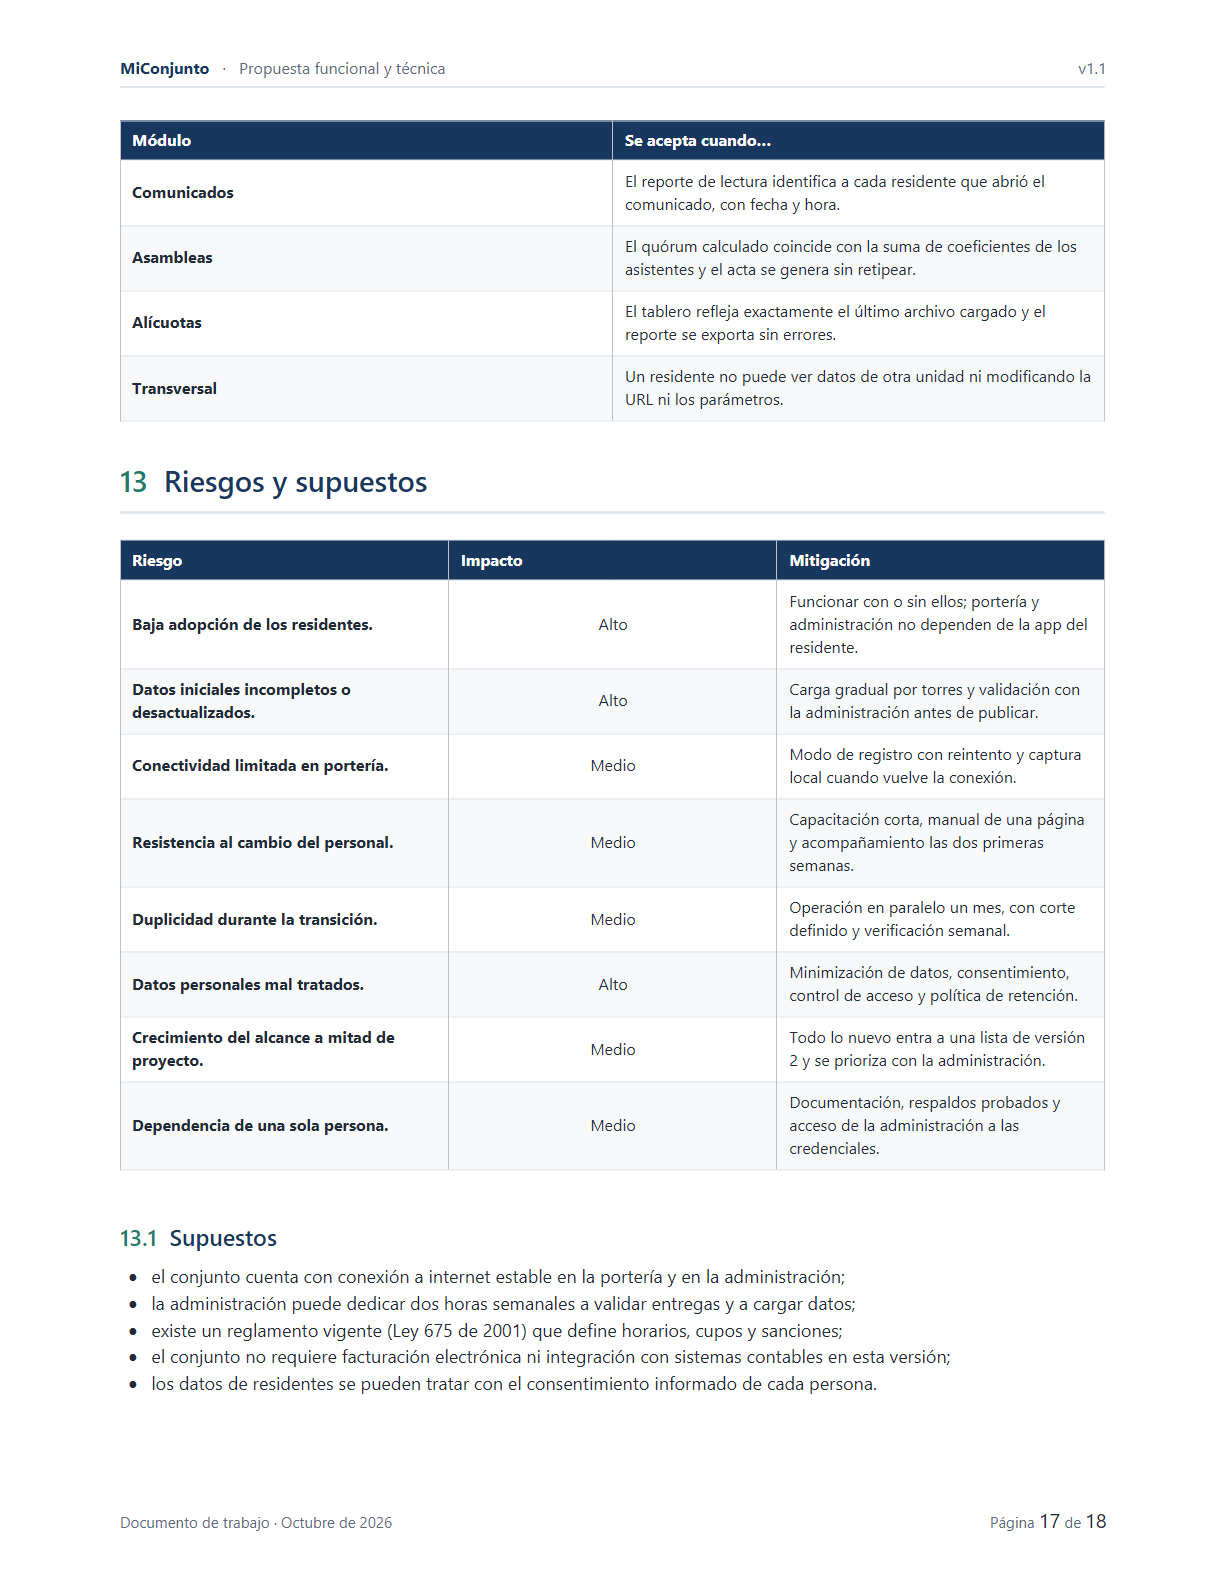 MiConjunto · Propuesta funcional y técnica v1.1
Módulo Se acepta cuando...
Comunicados
El reporte de lectura identifica a cada residente que abrió el
comunicado, con fecha y hora.
Asambleas
El quórum calculado coincide con la suma de coeficientes de los
asistentes y el acta se genera sin retipear.
Alícuotas
El tablero refleja exactamente el último archivo cargado y el
reporte se exporta sin errores.
Transversal
Un residente no puede ver datos de otra unidad ni modificando la
URL ni los parámetros.
13 Riesgos y supuestos
Riesgo Impacto Mitigación
Baja adopción de los residentes.
Alto
Funcionar con o sin ellos; portería y
administración no dependen de la app del
residente.
Datos iniciales incompletos o
desactualizados.
Alto
Carga gradual por torres y validación con
la administración antes de publicar.
Conectividad limitada en portería.
Medio
Modo de registro con reintento y captura
local cuando vuelve la conexión.
Resistencia al cambio del personal.
Medio
Capacitación corta, manual de una página
y acompañamiento las dos primeras
semanas.
Duplicidad durante la transición.
Medio
Operación en paralelo un mes, con corte
definido y verificación semanal.
Datos personales mal tratados.
Alto
Minimización de datos, consentimiento,
control de acceso y política de retención.
Crecimiento del alcance a mitad de
proyecto.
Medio
Todo lo nuevo entra a una lista de versión
2 y se prioriza con la administración.
Dependencia de una sola persona.
Medio
Documentación, respaldos probados y
acceso de la administración a las
credenciales.
13.1 Supuestos
• el conjunto cuenta con conexión a internet estable en la portería y en la administración;
• la administración puede dedicar dos horas semanales a validar entregas y a cargar datos;
• existe un reglamento vigente (Ley 675 de 2001) que define horarios, cupos y sanciones;
• el conjunto no requiere facturación electrónica ni integración con sistemas contables en esta versión;
• los datos de residentes se pueden tratar con el consentimiento informado de cada persona.
Documento de trabajo · Octubre de 2026 Página 17 de 18